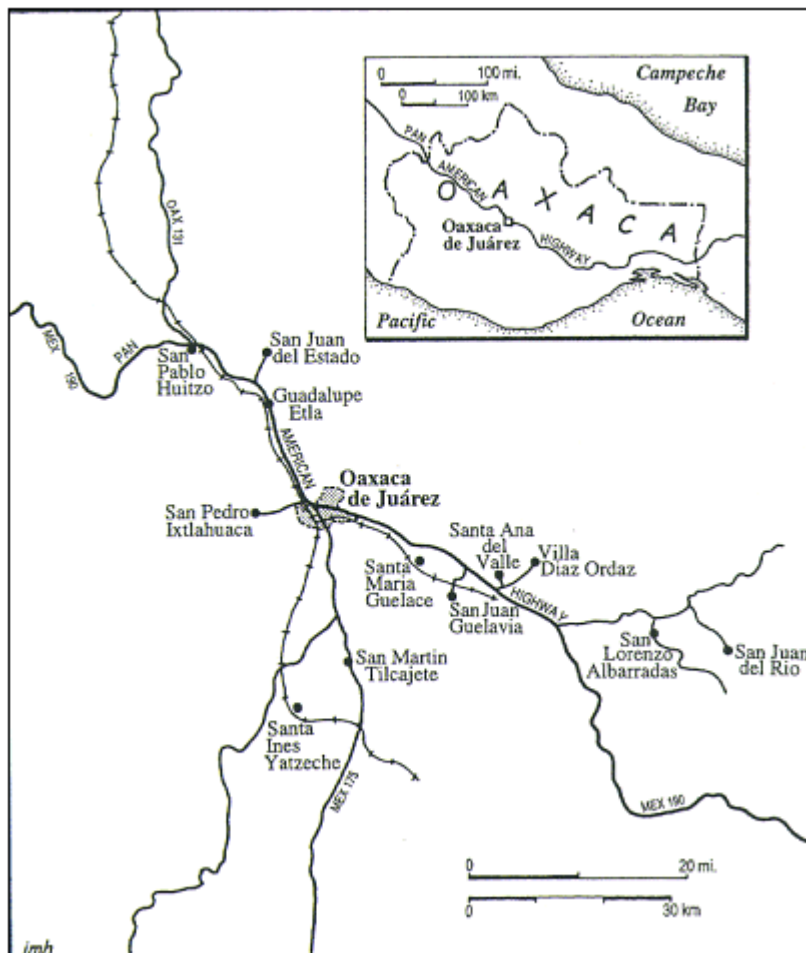 0 100 mi.
0 100 km
Campeche
Bay
PAN
AMERICAN
HIGHWAY
OAXACA
Oaxaca
de Juárez
Pacific
Ocean
OAX 131
MEX 190
PAN
San
Pablo
Huitzo
San Juan
del Estado
Guadalupe
Etla
AMERICAN
Oaxaca
de Juárez
San Pedro
Ixtlahuaca
Santa
Maria
Guelace
Santa Ana
del
Valle
Villa
Diaz Ordaz
San Juan
Guelavia
HIGHWAY
San
Lorenzo
Albarradas
San Juan
del Rio
San Martin
Tilcajete
Santa
Ines
Yatzeche
MEX 175
MEX 190
0 20 mi.
0 30 km
imh